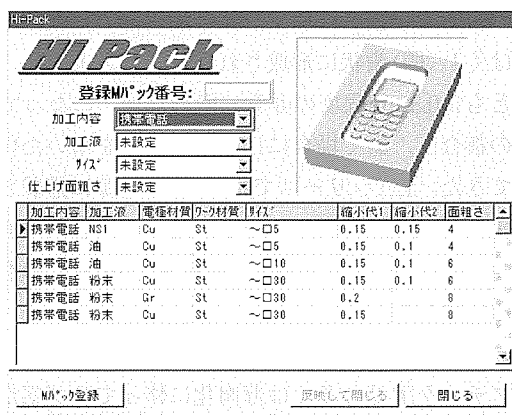 Hi-Pack
HI Pack
登録Mﾊﾟｯｸ番号:
加工内容 携帯電話
加工液 未設定
ｻｲｽﾞ 未設定
仕上げ面粗さ 未設定
加工内容 加工液 電極材質 ﾜｰｸ材質 ｻｲｽﾞ 縮小代1 縮小代2 面粗さ
携帯電話 NS1 Cu St ～□5 0.15 0.15 4
携帯電話 油 Cu St ～□5 0.15 0.1 4
携帯電話 油 Cu St ～□10 0.15 0.1 6
携帯電話 粉末 Cu St ～□30 0.15 0.1 6
携帯電話 粉末 Gr St ～□30 0.2 8
携帯電話 粉末 Cu St ～□30 0.15 8
Mﾊﾟｯｸ登録 反映して閉じる 閉じる